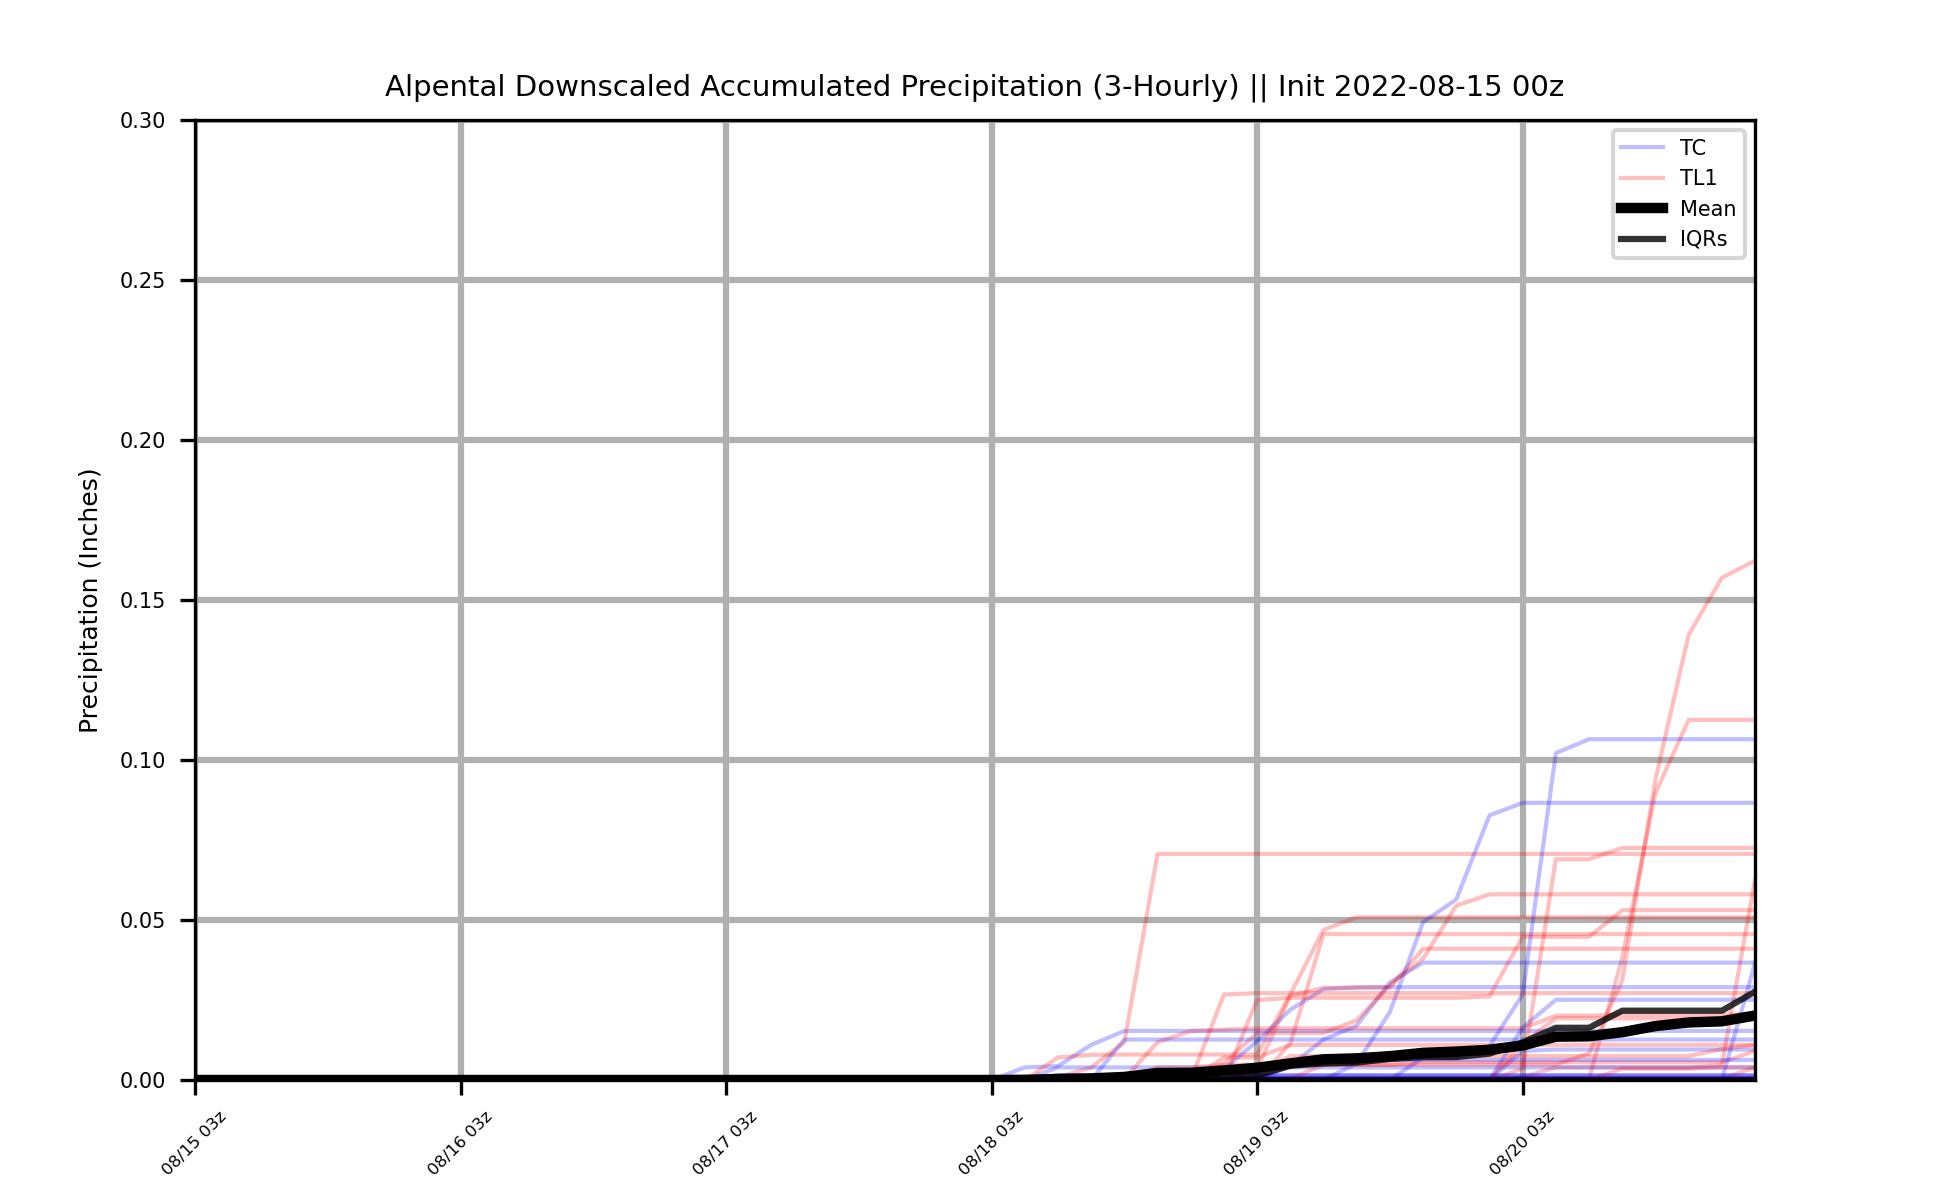 Alpental Downscaled Accumulated Precipitation (3-Hourly) || Init 2022-08-15 00z
TC
TL1
Mean
IQRs
Precipitation (Inches)
0.30
0.25
0.20
0.15
0.10
0.05
0.00
08/15 03z
08/16 03z
08/17 03z
08/18 03z
08/19 03z
08/20 03z